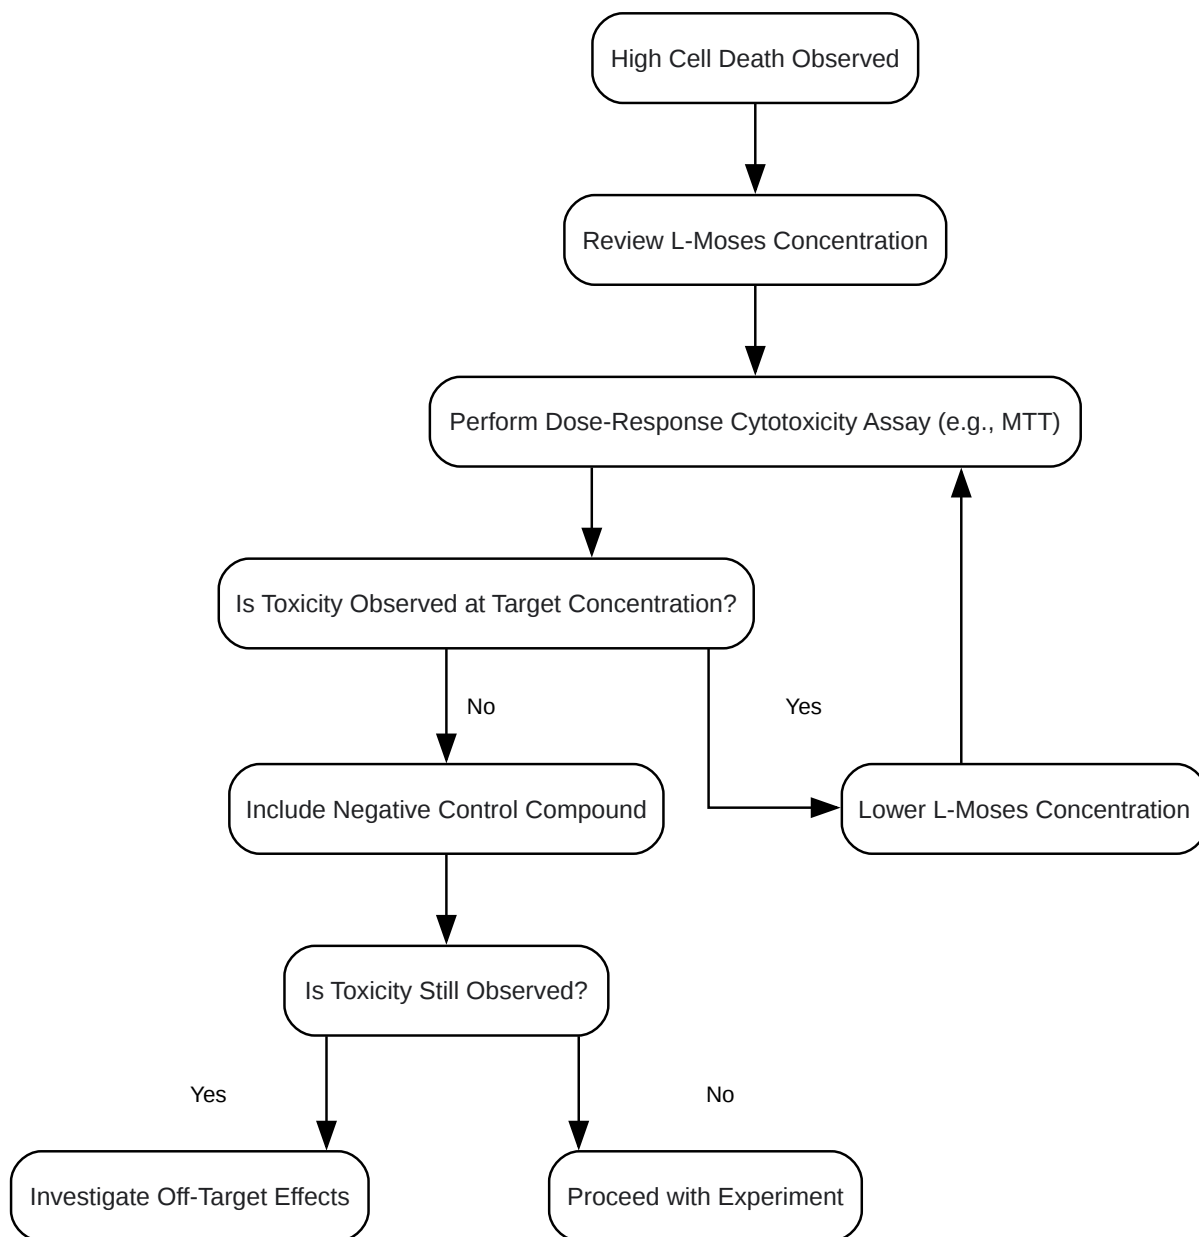 High Cell Death Observed
Review L-Moses Concentration
Perform Dose-Response Cytotoxicity Assay (e.g., MTT)
Is Toxicity Observed at Target Concentration?
No
Yes
Include Negative Control Compound
Lower L-Moses Concentration
Is Toxicity Still Observed?
Yes
No
Investigate Off-Target Effects
Proceed with Experiment